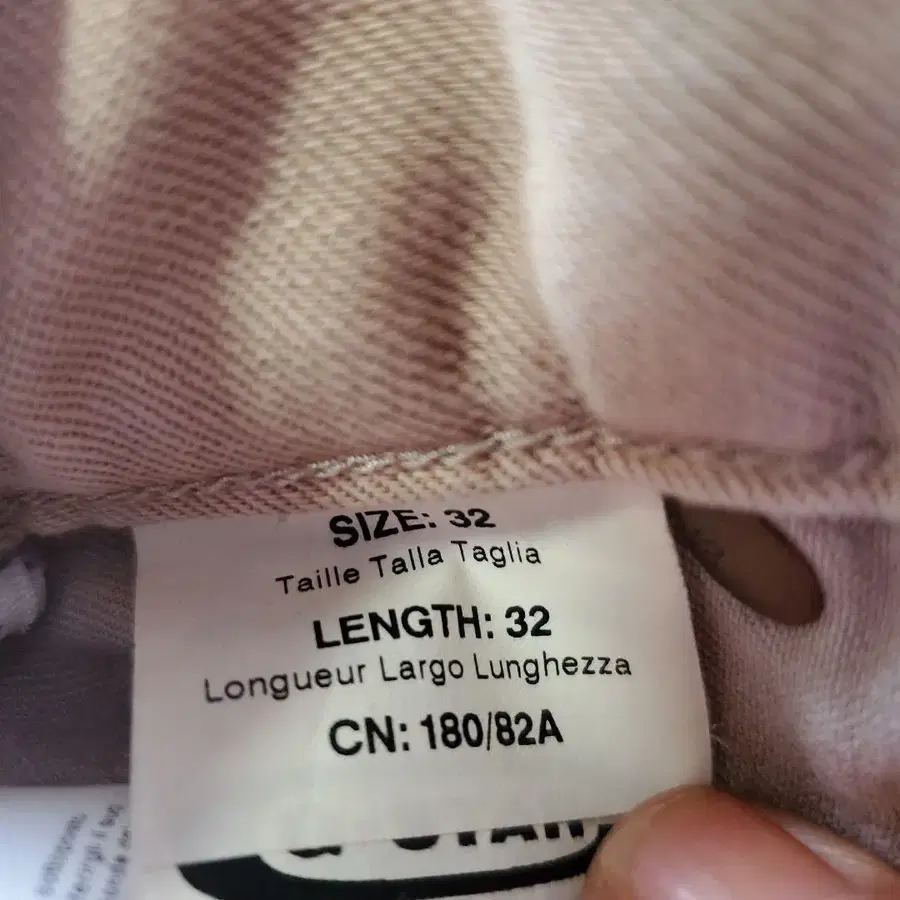 SIZE: 32
Taille Talla Taglia
LENGTH: 32
Longueur Largo Lunghezza
CN: 180/82A